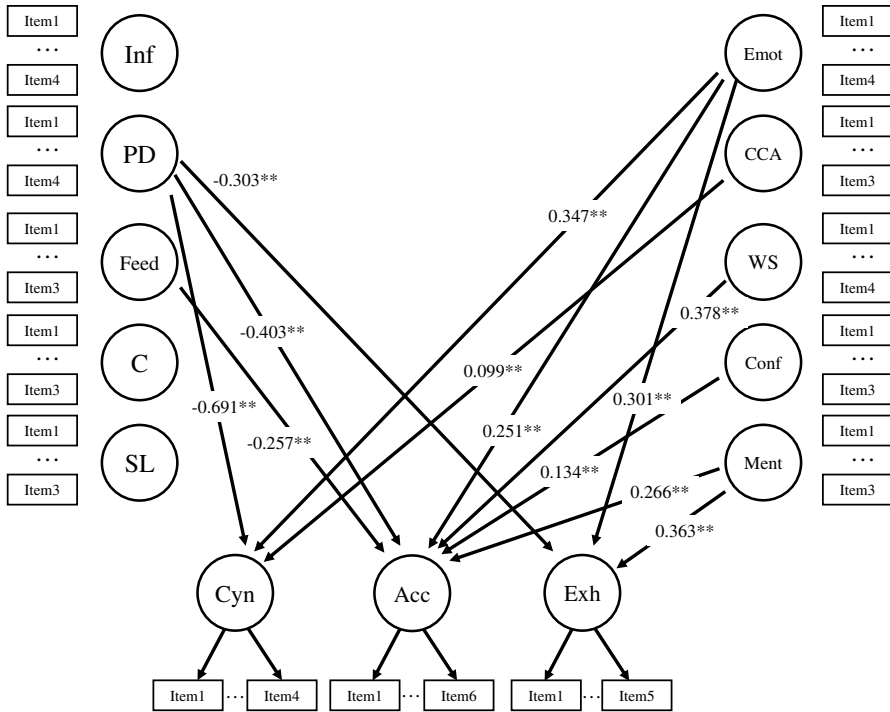 Item1
Inf
Emot
Item1
...
...
Item4
Item4
Item1
PD
CCA
Item1
...
...
Item4
-0.303**
Item3
Item1
0.347**
Item1
...
Feed
WS
...
Item3
Item4
0.378**
Item1
-0.403**
Item1
...
C
0.099**
Conf
...
Item3
-0.691**
0.301**
Item3
Item1
-0.257**
0.251**
Item1
...
SL
0.134**
Ment
...
Item3
0.266**
Item3
0.363**
Cyn
Acc
Exh
Item1 ... Item4
Item1 ... Item6
Item1 ... Item5